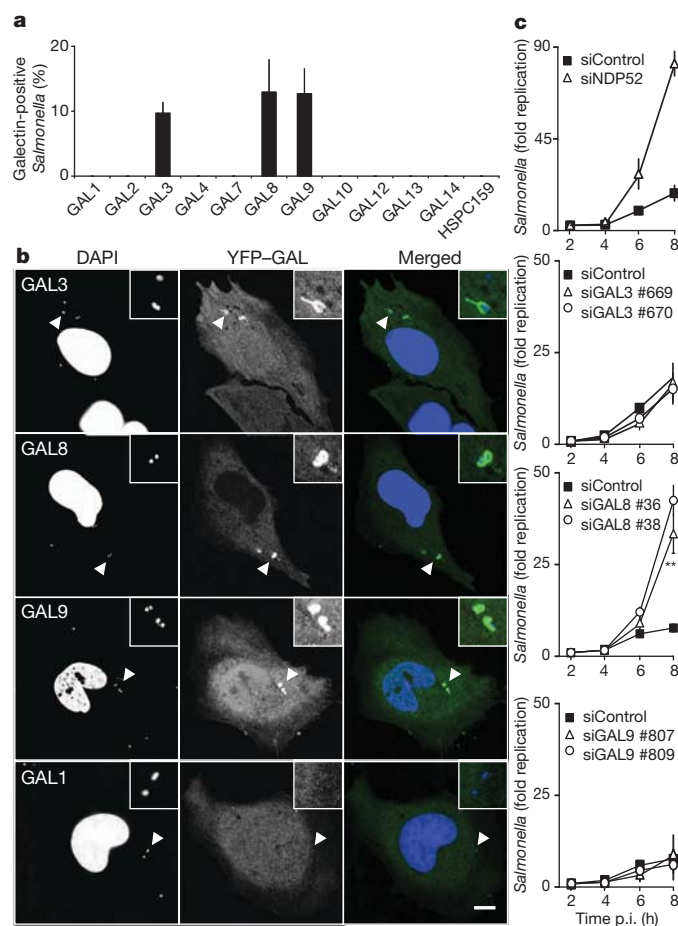 a
Galectin-positive
Salmonella (%)
20
10
0
GAL1
GAL2
GAL3
GAL4
GAL7
GAL8
GAL9
GAL10
GAL12
GAL13
GAL14
HSPC159
b
DAPI
YFP–GAL
Merged
GAL3
GAL8
GAL9
GAL1
c
Salmonella (fold replication)
90
45
0
siControl
siNDP52
2 4 6 8
Salmonella (fold replication)
50
25
0
siControl
siGAL3 #669
siGAL3 #670
2 4 6 8
Salmonella (fold replication)
50
25
0
siControl
siGAL8 #36
siGAL8 #38
**
2 4 6 8
Salmonella (fold replication)
50
25
0
siControl
siGAL9 #807
siGAL9 #809
2 4 6 8
Time p.i. (h)